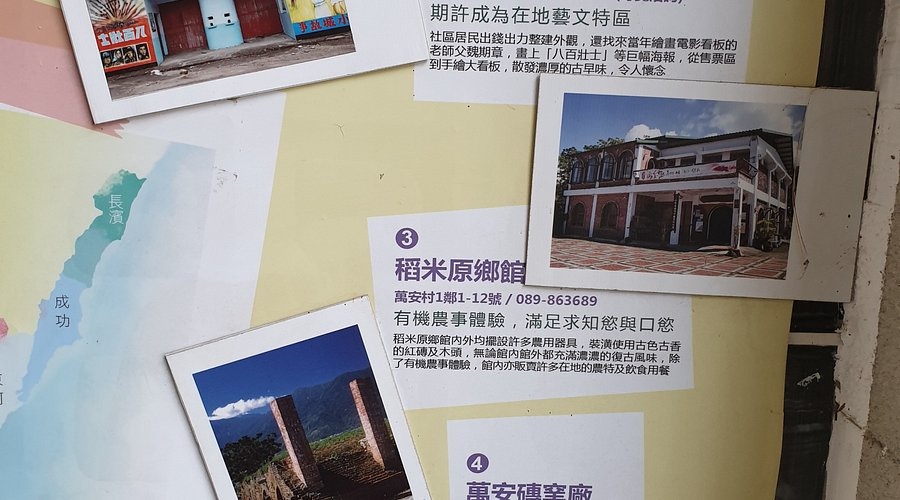 期許成為在地藝文特區
社區居民出錢出力整建外觀，還找來當年繪畫電影看板的
老師父魏期章，畫上「八百壯士」等巨幅海報，從售票區
到手繪大看板，散發濃厚的古早味，令人懷念
八百壯士
長濱
成功
3
稻米原鄉館
萬安村1鄰1-12號 / 089-863689
有機農事體驗，滿足求知慾與口慾
稻米原鄉館內外均擺設許多農用器具，裝潢使用古色古香
的紅磚及木頭，無論館內館外都充滿濃濃的復古風味，除
了有機農事體驗，館內亦販賣許多在地的農特及飲食用餐
4
萬安磚窯廠